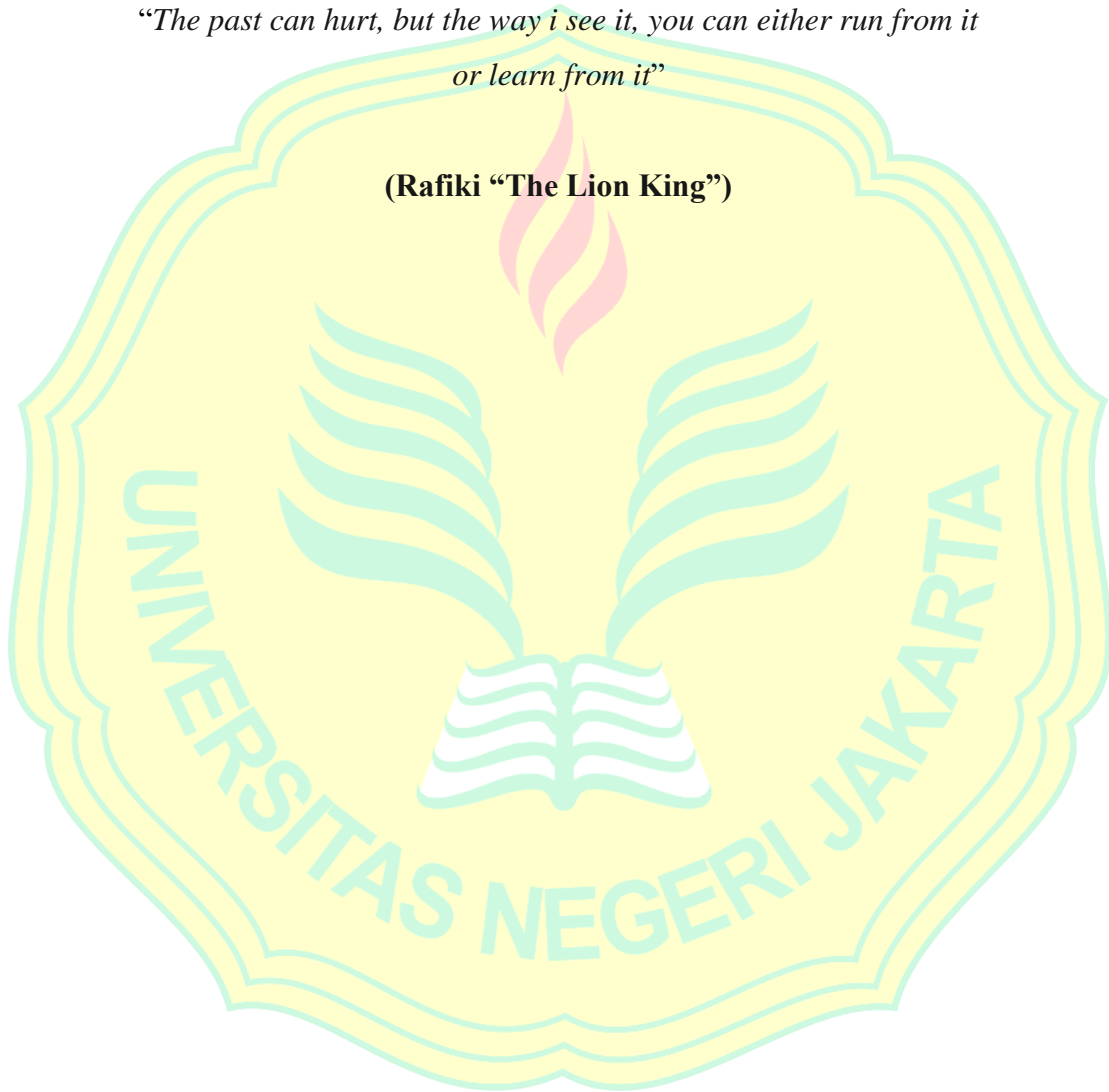 “The past can hurt, but the way i see it, you can either run from it
or learn from it”
(Rafiki “The Lion King”)
UNIVERSITAS NEGERI JAKARTA